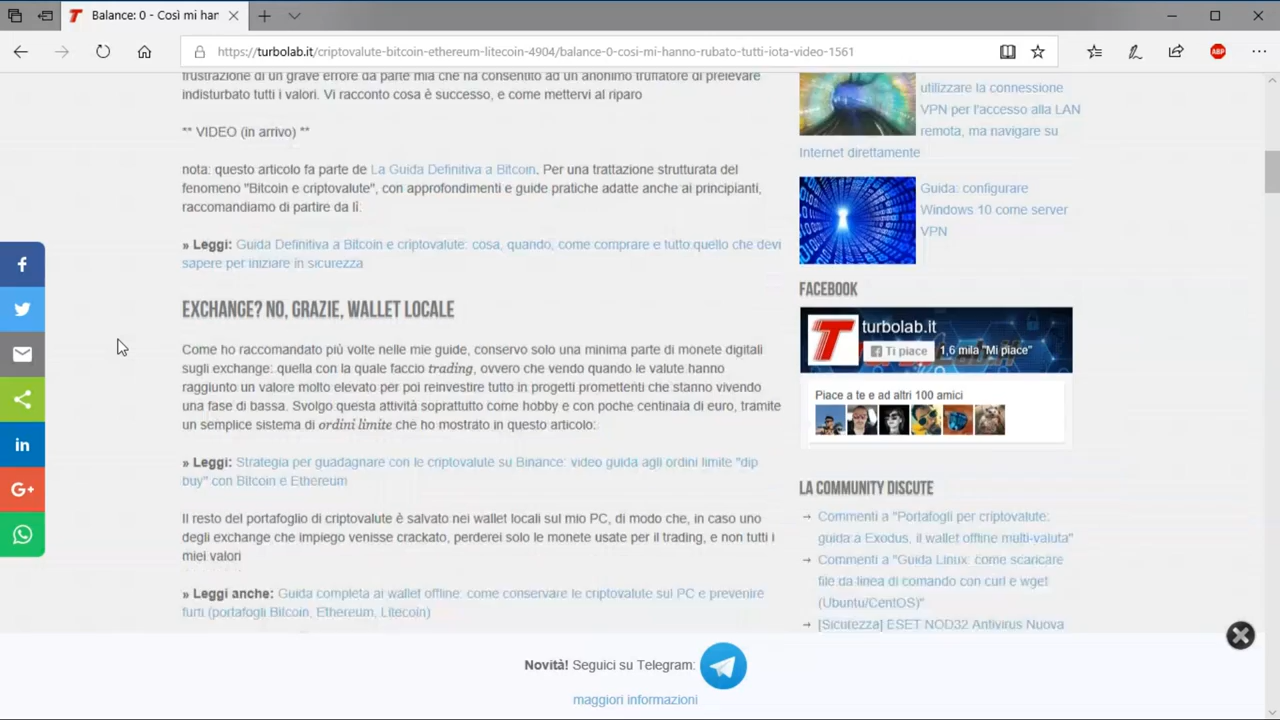 Balance: 0 - Così mi han
https://turbolab.it/criptovalute-bitcoin-ethereum-litecoin-4904/balance-0-cosi-mi-hanno-rubato-tutti-iota-video-1561
ABP
frustrazione di un grave errore da parte mia che ha consentito ad un anonimo truffatore di prelevare
indisturbato tutti i valori. Vi racconto cosa è successo, e come mettervi al riparo
** VIDEO (in arrivo) **
nota: questo articolo fa parte de La Guida Definitiva a Bitcoin. Per una trattazione strutturata del
fenomeno "Bitcoin e criptovalute", con approfondimenti e guide pratiche adatte anche ai principianti,
raccomandiamo di partire da lì.
» Leggi: Guida Definitiva a Bitcoin e criptovalute: cosa, quando, come comprare e tutto quello che devi
sapere per iniziare in sicurezza
EXCHANGE? NO, GRAZIE, WALLET LOCALE
Come ho raccomandato più volte nelle mie guide, conservo solo una minima parte di monete digitali
sugli exchange: quella con la quale faccio trading, ovvero che vendo quando le valute hanno
raggiunto un valore molto elevato per poi reinvestire tutto in progetti promettenti che stanno vivendo
una fase di bassa. Svolgo questa attività soprattutto come hobby e con poche centinaia di euro, tramite
un semplice sistema di ordini limite che ho mostrato in questo articolo:
» Leggi: Strategia per guadagnare con le criptovalute su Binance: video guida agli ordini limite "dip
buy" con Bitcoin e Ethereum
Il resto del portafoglio di criptovalute è salvato nei wallet locali sul mio PC, di modo che, in caso uno
degli exchange che impiego venisse crackato, perderei solo le monete usate per il trading, e non tutti i
miei valori
» Leggi anche: Guida completa ai wallet offline: come conservare le criptovalute sul PC e prevenire
furti (portafogli Bitcoin, Ethereum, Litecoin)
utilizzare la connessione
VPN per l'accesso alla LAN
remota, ma navigare su
Internet direttamente
Guida: configurare
Windows 10 come server
VPN
FACEBOOK
turbolab.it
Ti piace
1,6 mila "Mi piace"
Piace a te e ad altri 100 amici
LA COMMUNITY DISCUTE
→ Commenti a "Portafogli per criptovalute:
guida a Exodus, il wallet offline multi-valuta"
→ Commenti a "Guida Linux: come scaricare
file da linea di comando con curl e wget
(Ubuntu/CentOS)"
→ [Sicurezza] ESET NOD32 Antivirus Nuova
in
G+
Novità! Seguici su Telegram:
maggiori informazioni